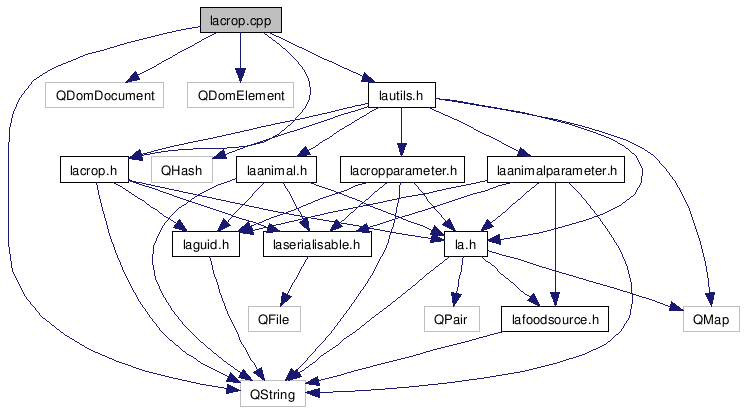 lacrop.cpp
QDomDocument
QDomElement
lautils.h
lacrop.h
QHash
laanimal.h
lacropparameter.h
laanimalparameter.h
laguid.h
laserialisable.h
la.h
QFile
QPair
lafoodsource.h
QMap
QString